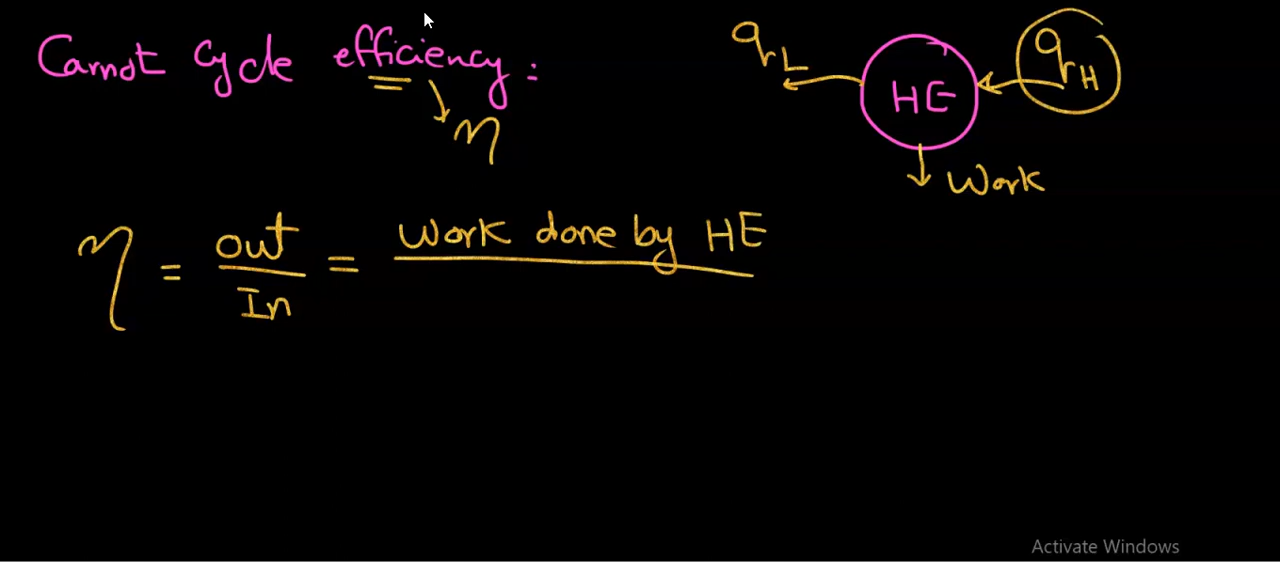 Carnot Cycle efficiency :
η
qL
HE
qH
Work
η = out / In = Work done by HE
Activate Windows